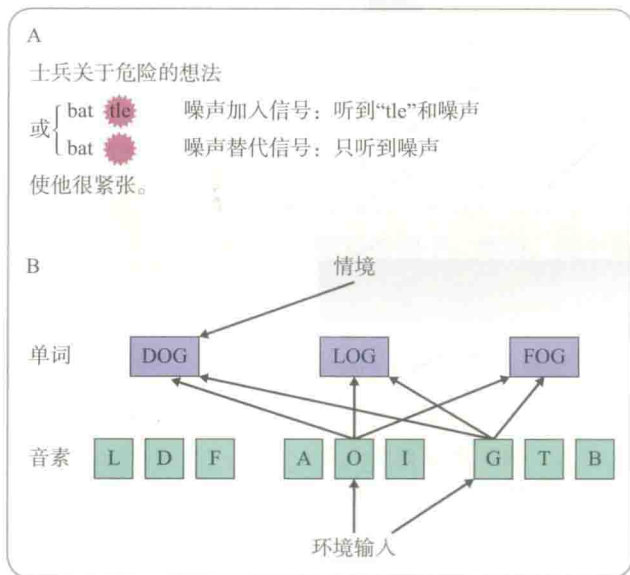 A
士兵关于危险的想法
或 bat tle 噪声加入信号：听到“tle”和噪声
bat 噪声替代信号：只听到噪声
使他很紧张。
B
情境
单词 DOG LOG FOG
音素 L D F A O I G T B
环境输入